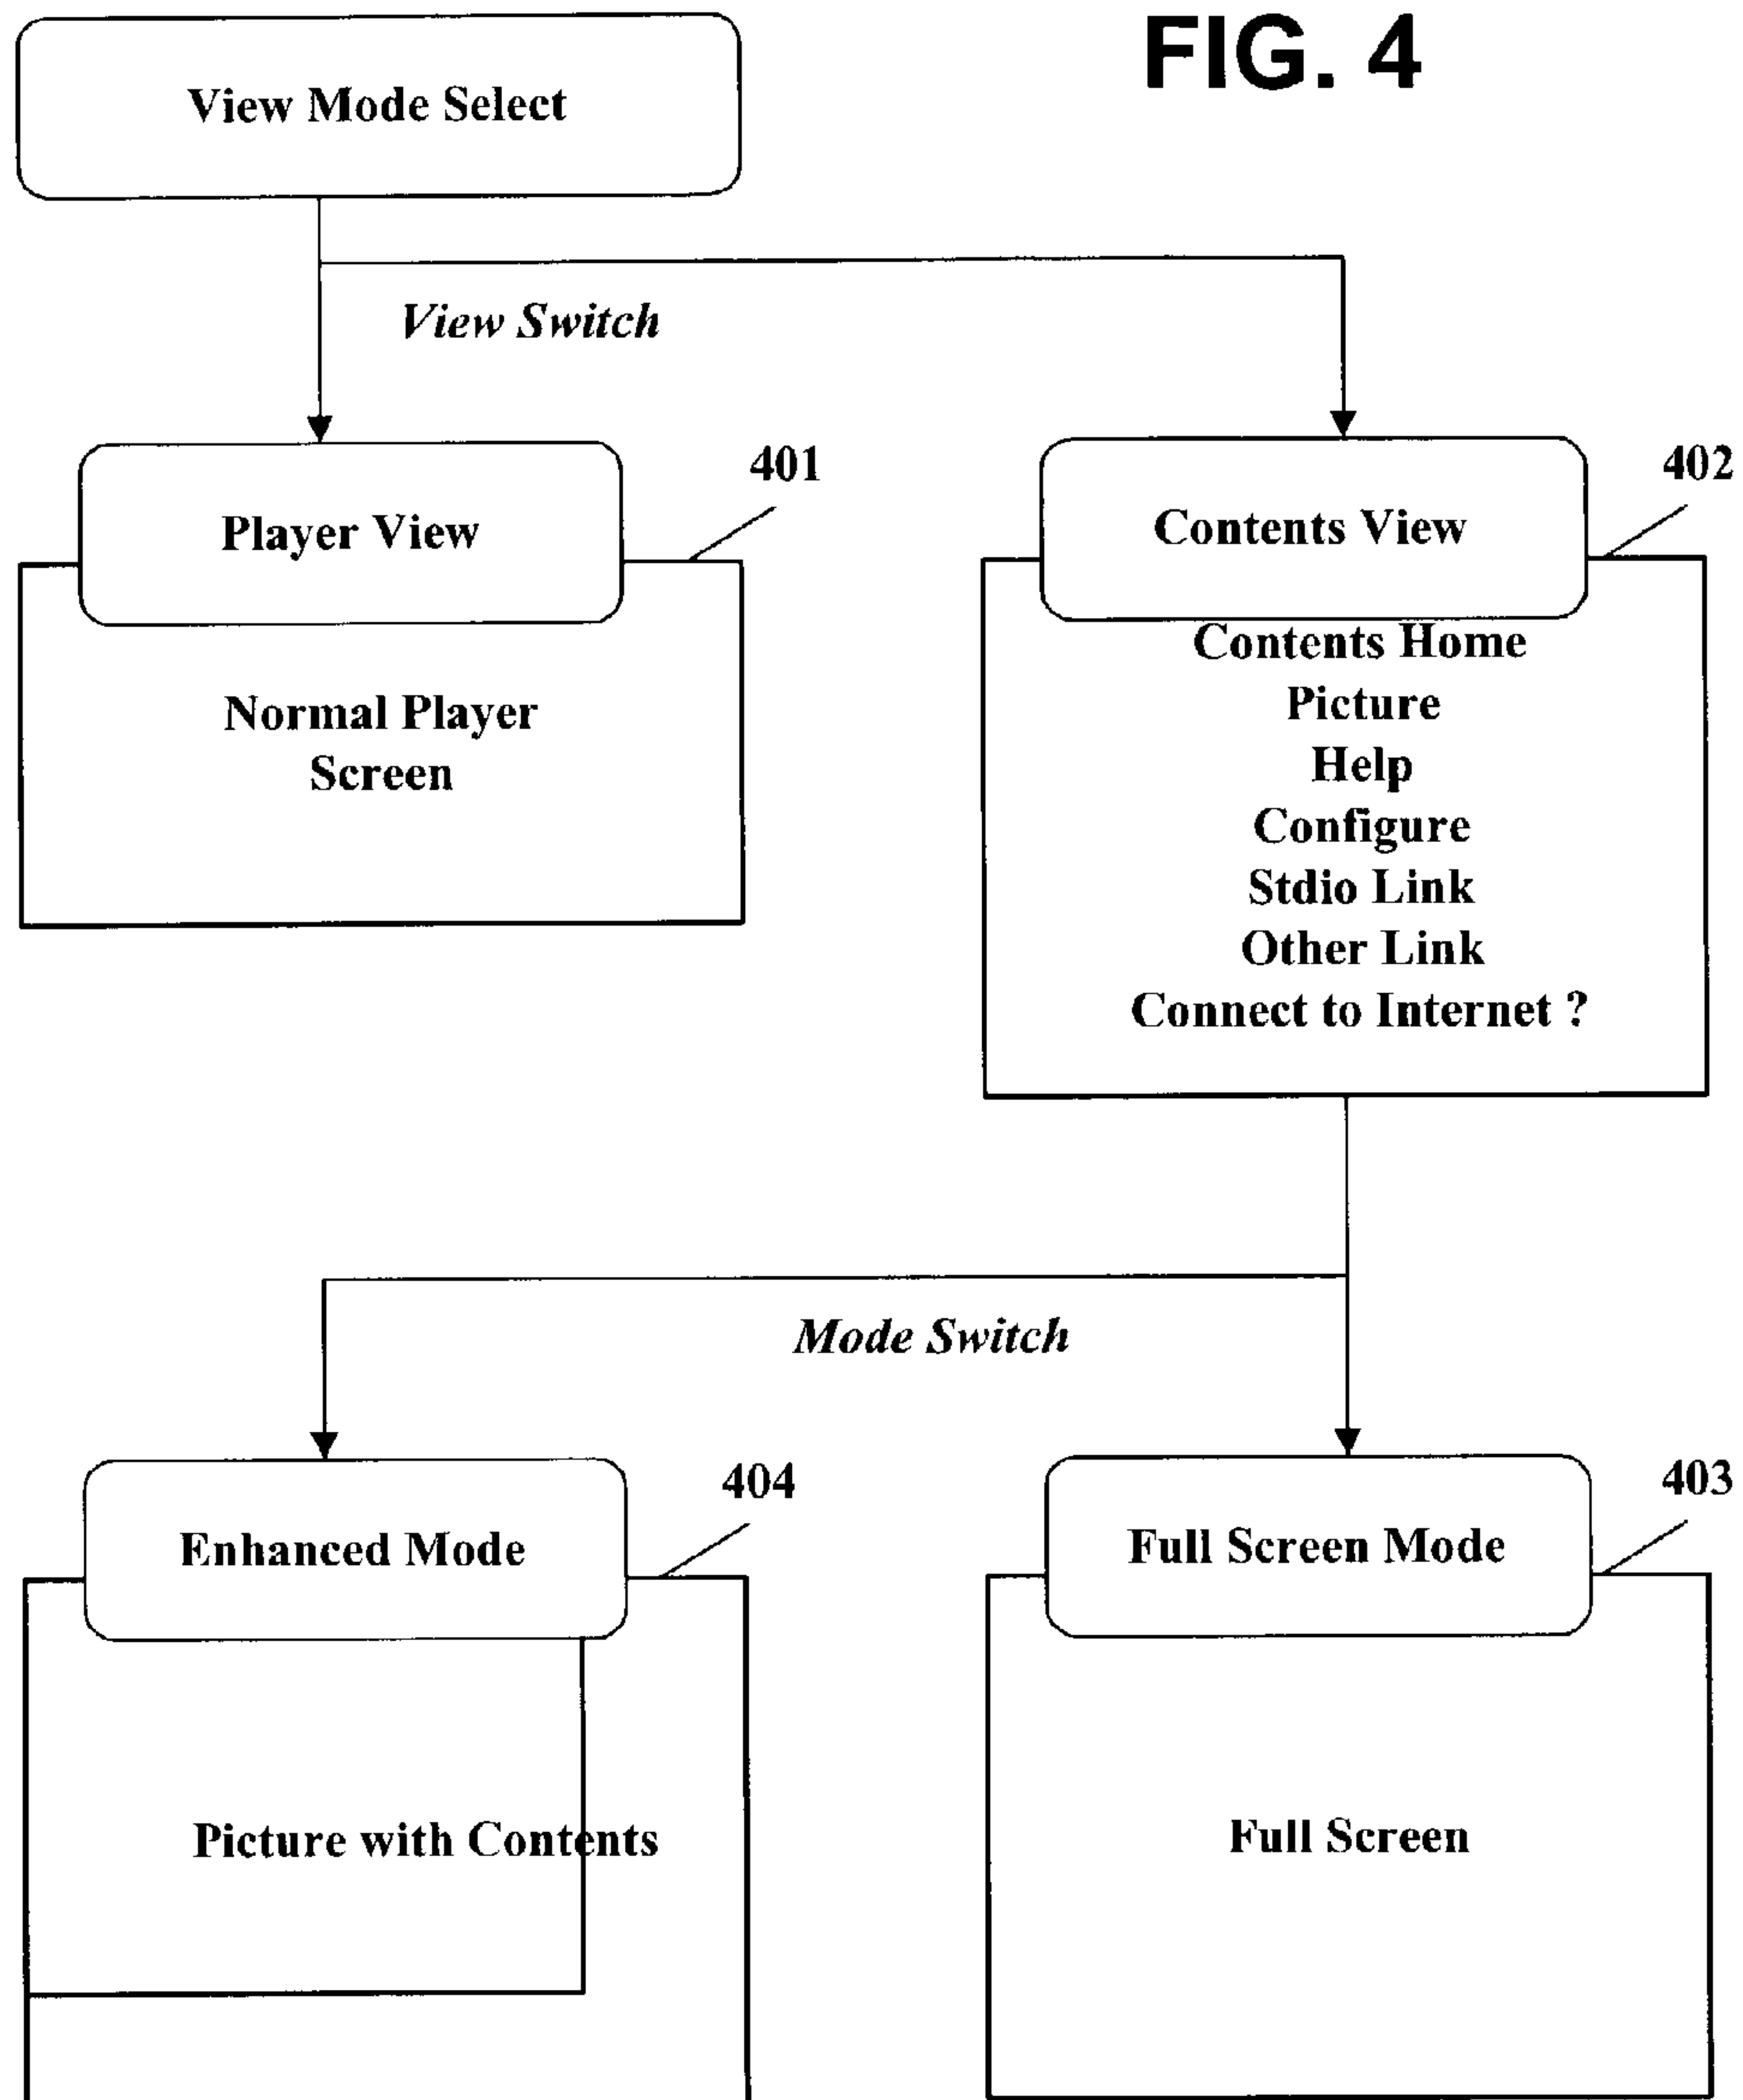 FIG. 4
View Mode Select
View Switch
401
Player View
Normal Player
Screen
402
Contents View
Contents Home
Picture
Help
Configure
Stdio Link
Other Link
Connect to Internet ?
Mode Switch
404
Enhanced Mode
Picture with Contents
403
Full Screen Mode
Full Screen